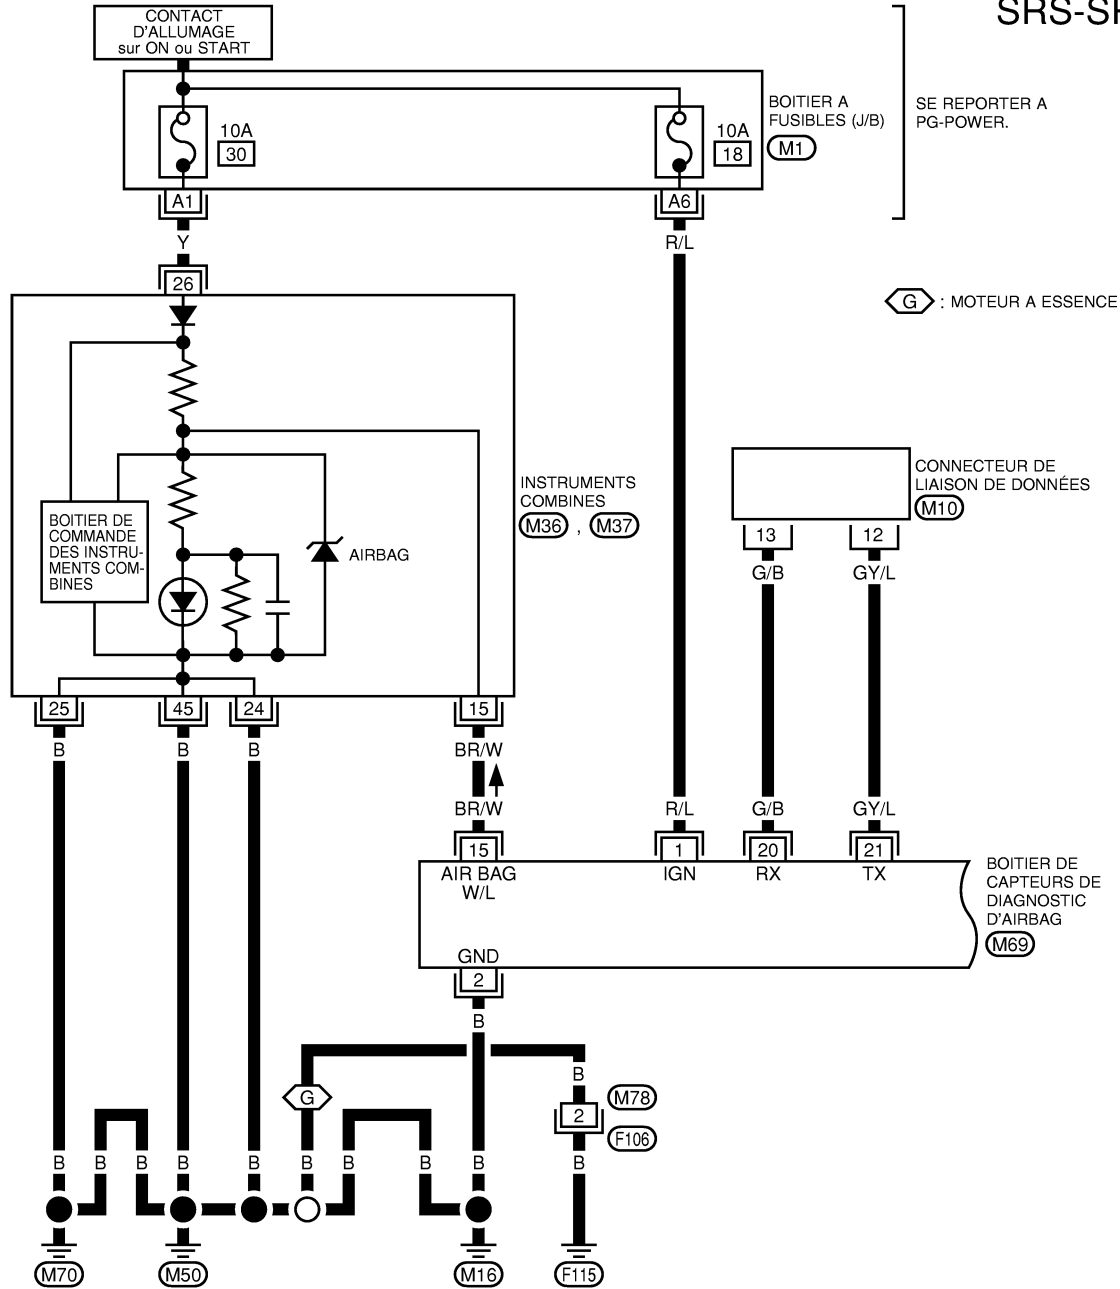 SRS-SR
CONTACT
D'ALLUMAGE
sur ON ou START
BOITIER A
FUSIBLES (J/B)
M1
SE REPORTER A
PG-POWER.
10A
30
10A
18
A1
A6
Y
R/L
26
G : MOTEUR A ESSENCE
CONNECTEUR DE
LIAISON DE DONNÉES
M10
INSTRUMENTS
COMBINES
M36 , M37
BOITIER DE
COMMANDE
DES INSTRU-
MENTS COM-
BINES
AIRBAG
13
12
G/B
GY/L
25
45
24
15
B
B
B
BR/W
BR/W
R/L
G/B
GY/L
15
1
20
21
AIR BAG
W/L
IGN
RX
TX
BOITIER DE
CAPTEURS DE
DIAGNOSTIC
D'AIRBAG
M69
GND
2
B
B
G
M78
2
F106
B
B
B
B
B
B
B
B
B
B
M70
M50
M16
F115